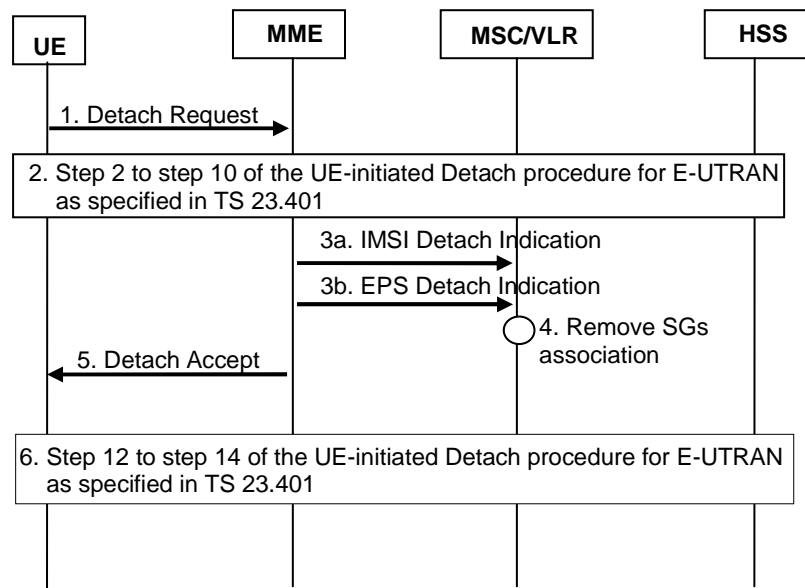 UE
MME
MSC/VLR
HSS
1. Detach Request
2. Step 2 to step 10 of the UE-initiated Detach procedure for E-UTRAN
as specified in TS 23.401
3a. IMSI Detach Indication
3b. EPS Detach Indication
4. Remove SGs
association
5. Detach Accept
6. Step 12 to step 14 of the UE-initiated Detach procedure for E-UTRAN
as specified in TS 23.401